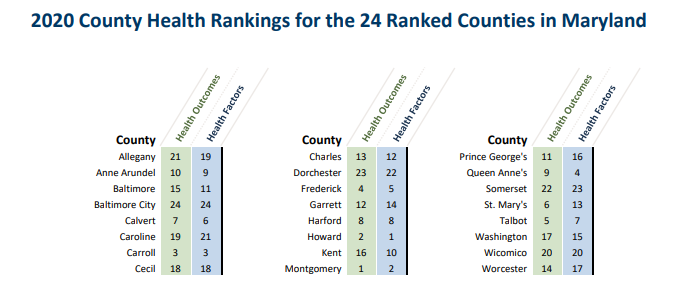 2020 County Health Rankings for the 24 Ranked Counties in Maryland
County Health Outcomes Health Factors
Allegany 21 19
Anne Arundel 10 9
Baltimore 15 11
Baltimore City 24 24
Calvert 7 6
Caroline 19 21
Carroll 3 3
Cecil 18 18
County Health Outcomes Health Factors
Charles 13 12
Dorchester 23 22
Frederick 4 5
Garrett 12 14
Harford 8 8
Howard 2 1
Kent 16 10
Montgomery 1 2
County Health Outcomes Health Factors
Prince George's 11 16
Queen Anne's 9 4
Somerset 22 23
St. Mary's 6 13
Talbot 5 7
Washington 17 15
Wicomico 20 20
Worcester 14 17